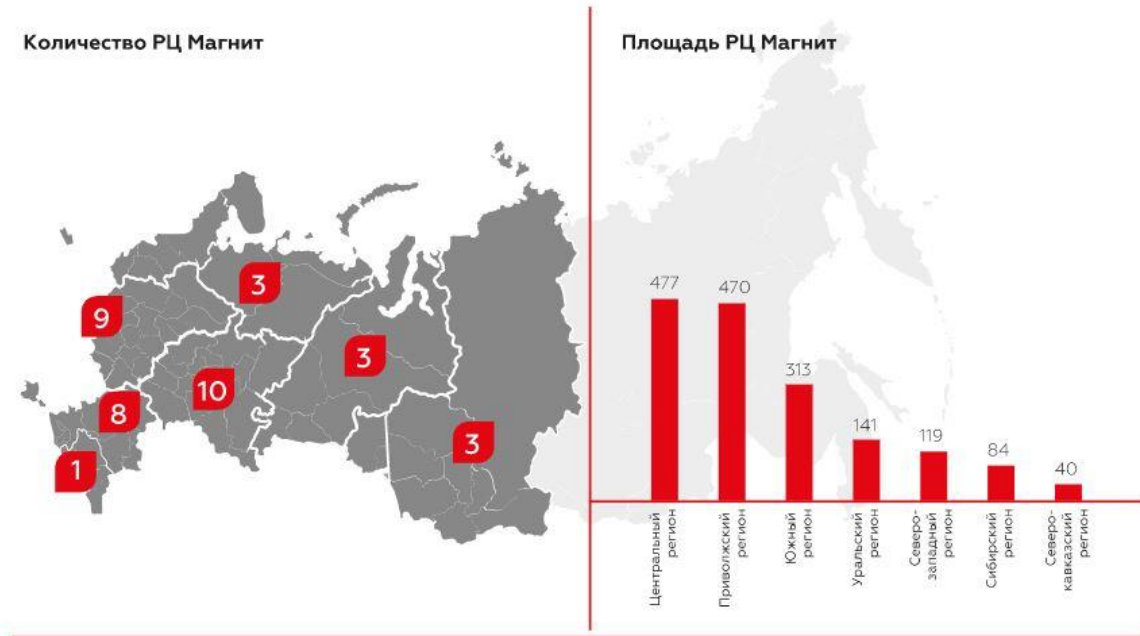 Количество РЦ Магнит
3
9
3
10
8
3
1
Площадь РЦ Магнит
477
470
313
141
119
84
40
Центральный
регион
Приволжский
регион
Южный
регион
Уральский
регион
Северо-
западный
регион
Сибирский
регион
Северо-
кавказский
регион